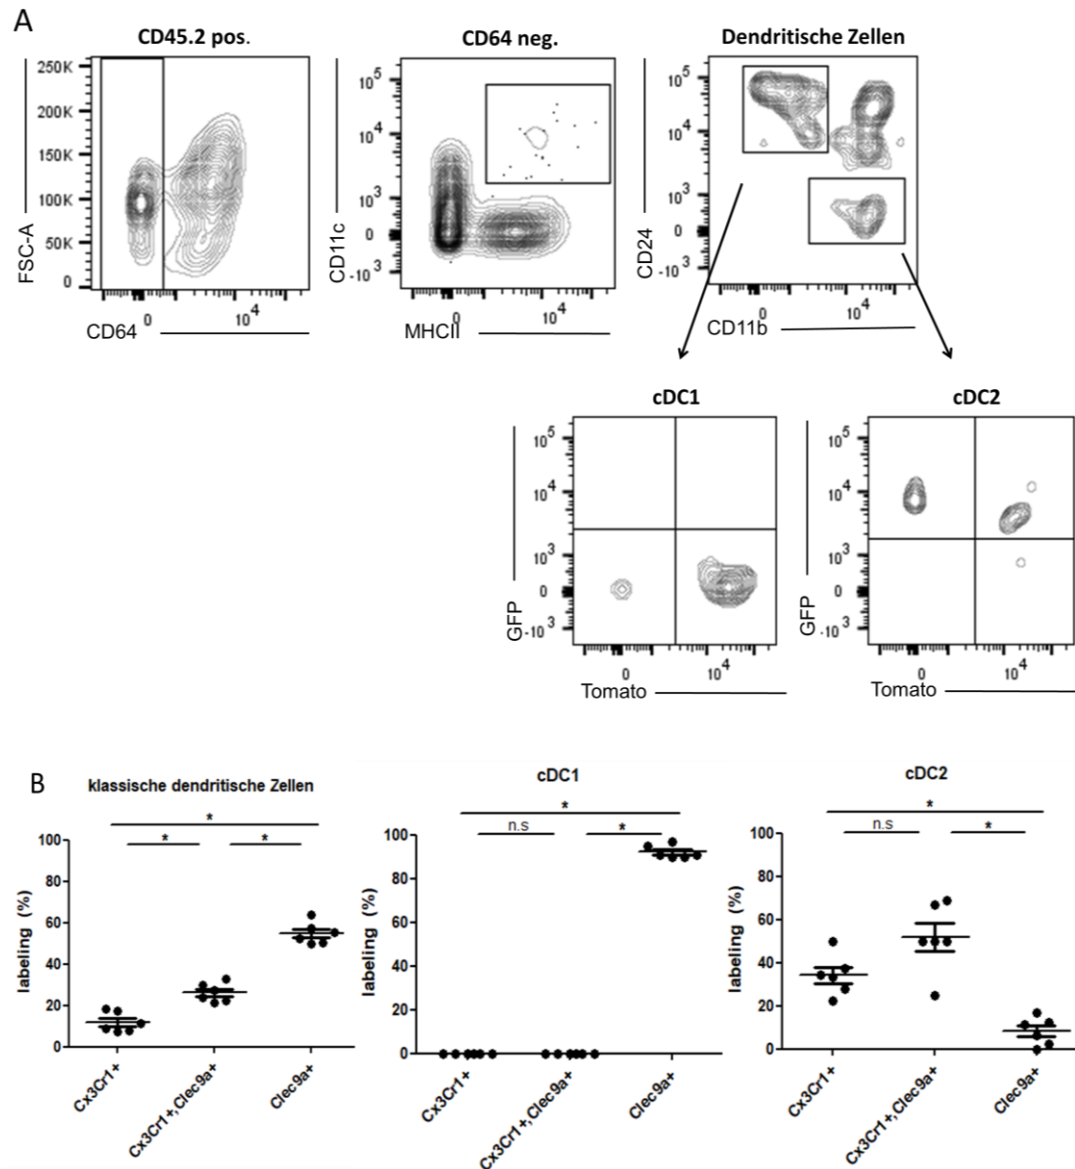 A
CD45.2 pos.
CD64 neg.
Dendritische Zellen
FSC-A
250K
200K
150K
100K
50K
0
0
10^4
CD64
CD11c
10^5
10^4
10^3
0
-10^3
0
10^4
MHCII
CD24
10^5
10^4
10^3
0
-10^3
0
10^4
CD11b
cDC1
cDC2
GFP
10^5
10^4
10^3
0
-10^3
0
10^4
Tomato
GFP
10^5
10^4
10^3
0
-10^3
0
10^4
Tomato
B
klassische dendritische Zellen
*
*
*
labeling (%)
100
80
60
40
20
0
Cx3Cr1+
Cx3Cr1+,Clec9a+
Clec9a+
cDC1
*
n.s
*
labeling (%)
100
80
60
40
20
0
Cx3Cr1+
Cx3Cr1+,Clec9a+
Clec9a+
cDC2
*
n.s
*
labeling (%)
100
80
60
40
20
0
Cx3Cr1+
Cx3Cr1+,Clec9a+
Clec9a+